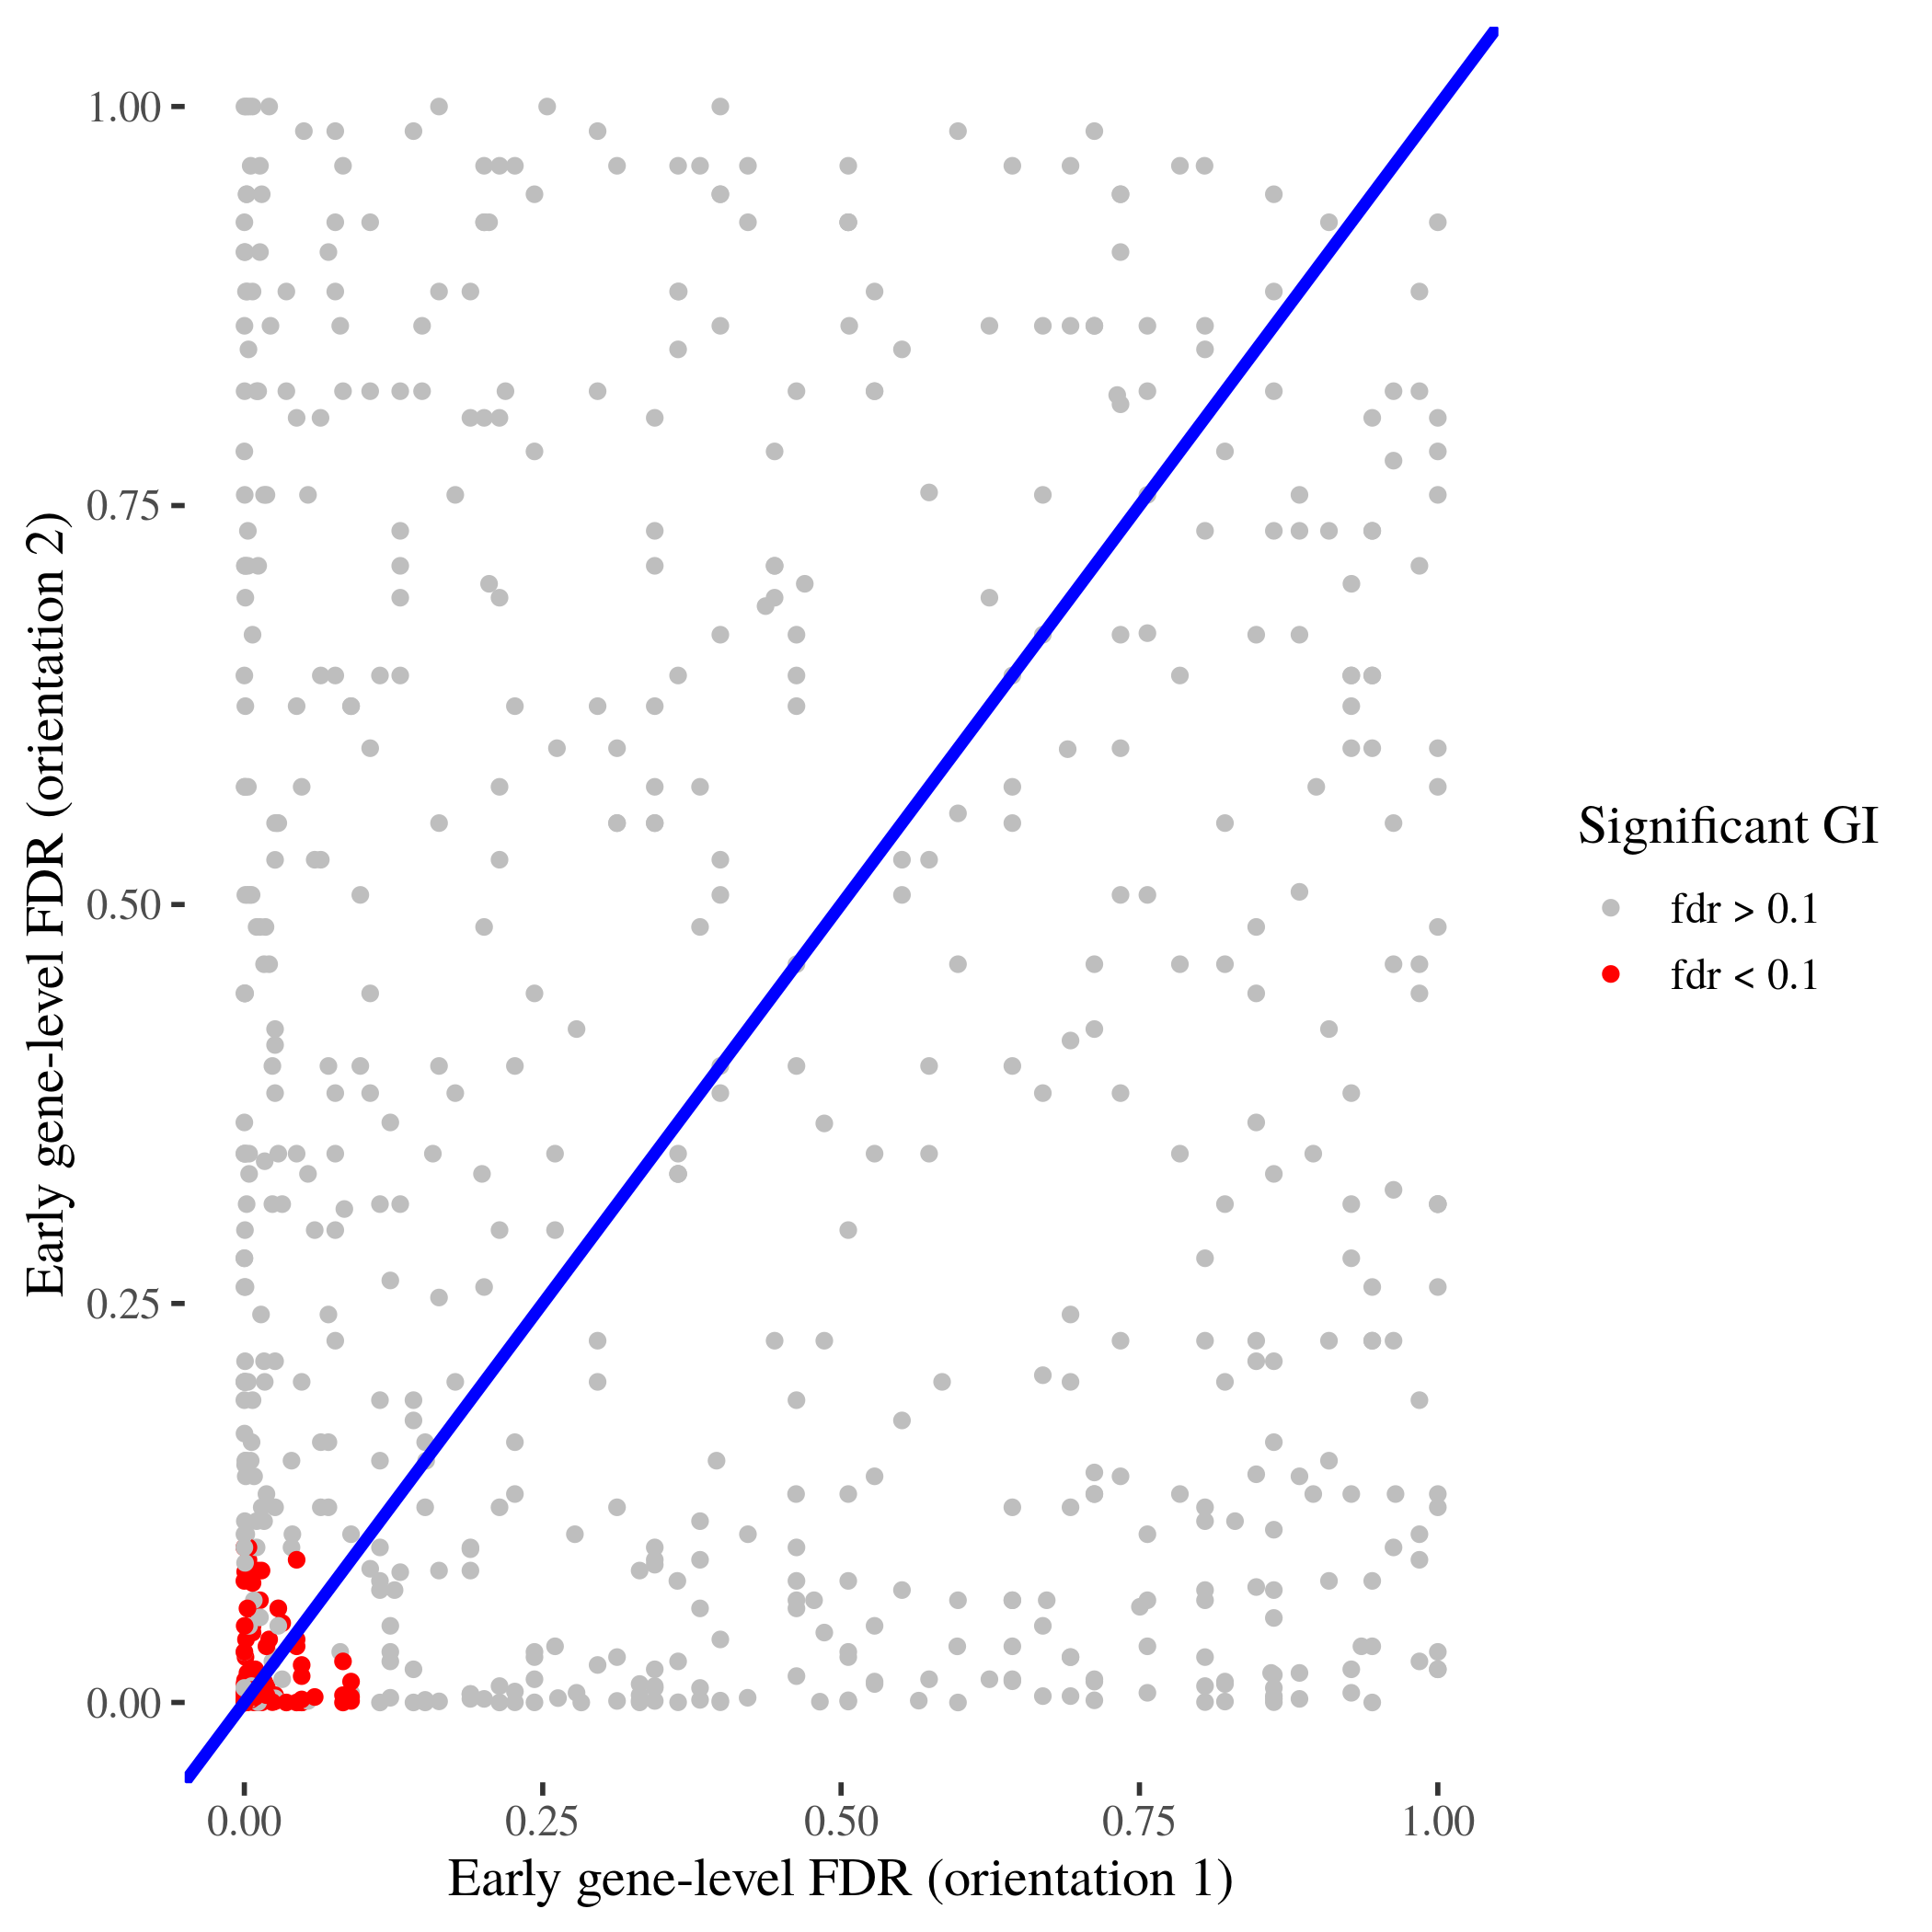 1.00
0.75
0.50
0.25
0.00
Early gene-level FDR (orientation 2)
0.00 0.25 0.50 0.75 1.00
Early gene-level FDR (orientation 1)
Significant GI
fdr > 0.1
fdr < 0.1